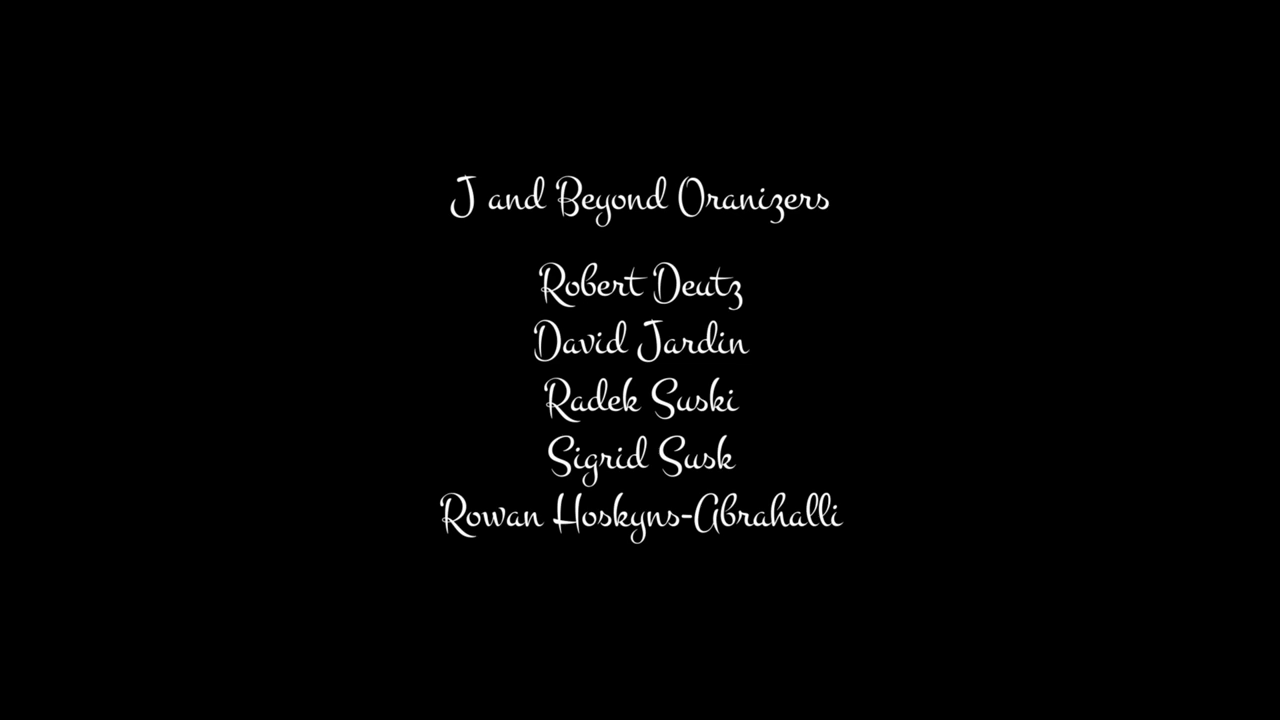 J and Beyond Oranizers
Robert Deutz
David Jardin
Radek Suski
Sigrid Susk
Rowan Hoskyns-Abrahalli